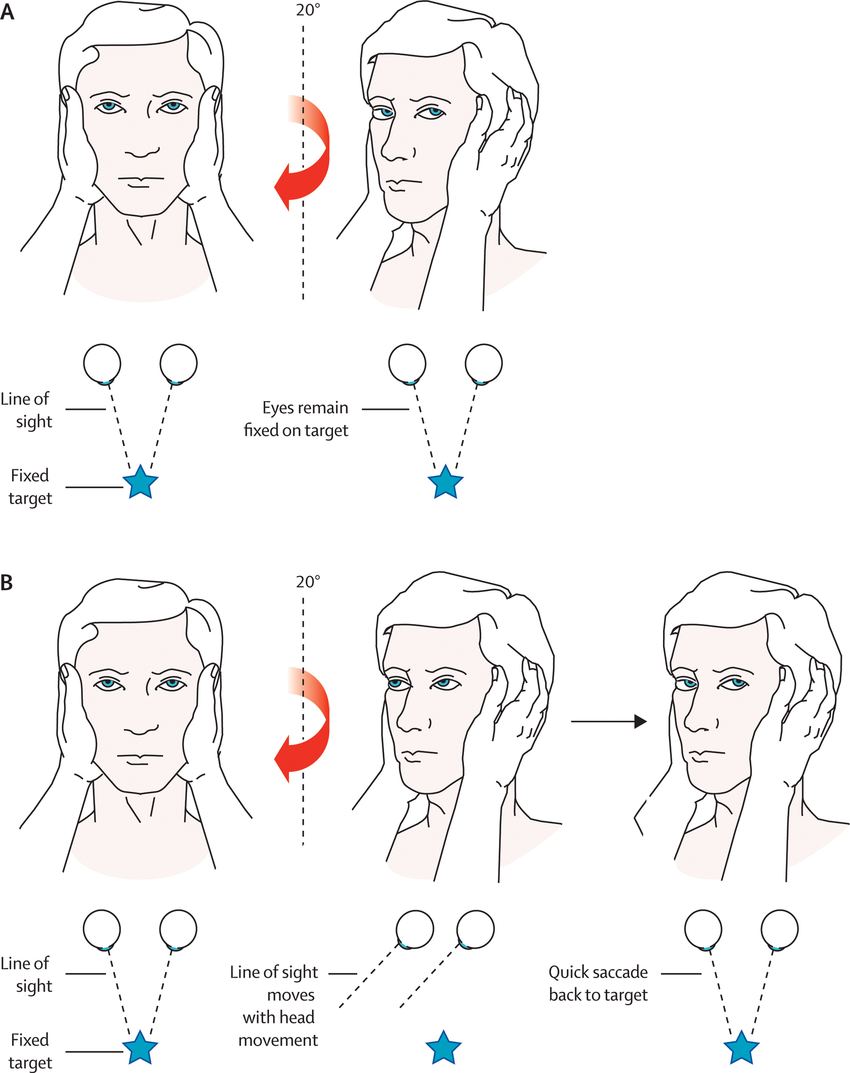 A
20°
Line of
sight
Eyes remain
fixed on target
Fixed
target
B
20°
Line of
sight
Line of sight
moves
with head
movement
Quick saccade
back to target
Fixed
target